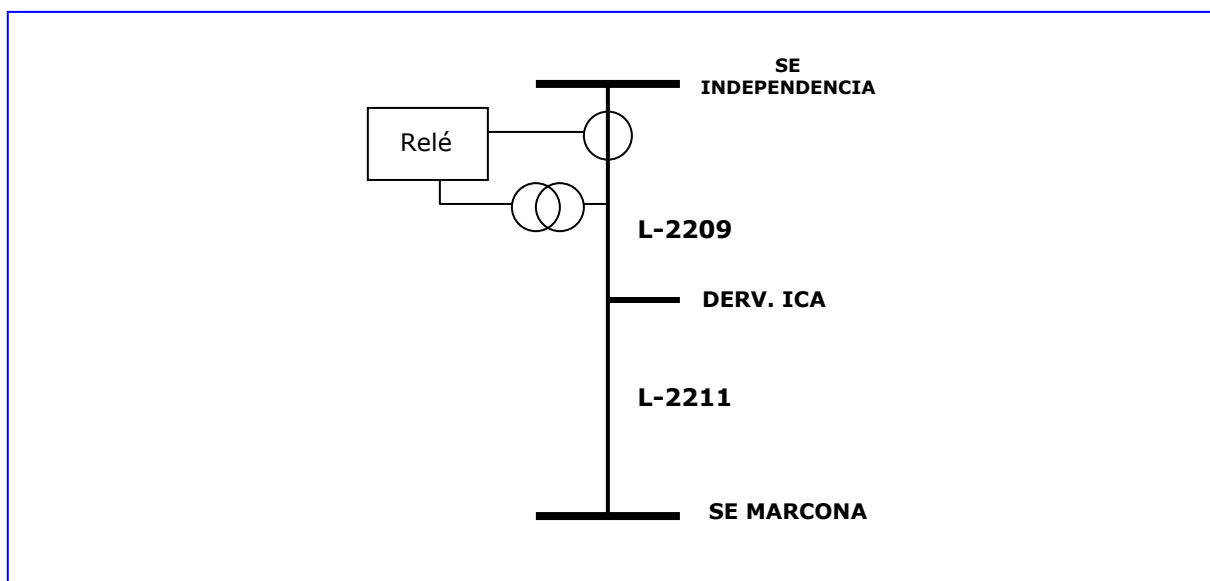 SE
INDEPENDENCIA
Relé
L-2209
DERV. ICA
L-2211
SE MARCONA